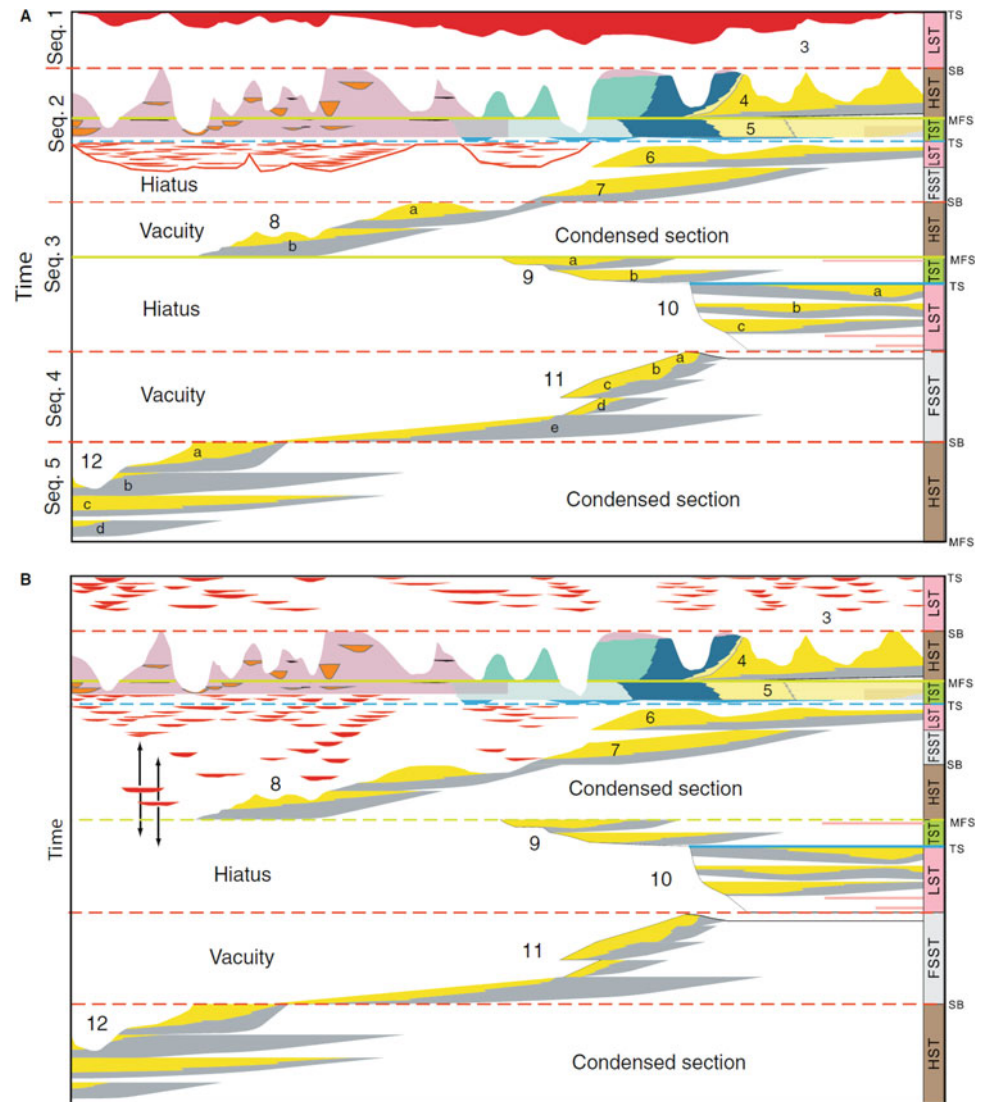 A
Seq. 1
Seq. 2
Seq. 3
Seq. 4
Seq. 5
Time
3
4
5
6
7
8
a
b
9
a
b
10
a
b
c
11
a
b
c
d
e
12
a
b
c
d
Hiatus
Vacuity
Condensed section
Hiatus
Vacuity
Condensed section
LST
HST
TST
LST
FSST
HST
TST
LST
FSST
HST
TS
SB
MFS
TS
SB
MFS
TS
SB
MFS
B
Time
3
4
5
6
7
8
Condensed section
9
Hiatus
10
11
Vacuity
12
Condensed section
LST
HST
TST
LST
FSST
HST
TST
LST
FSST
HST
TS
SB
MFS
TS
SB
MFS
TS
SB